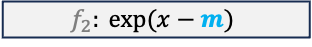 f₂: exp(x − m)